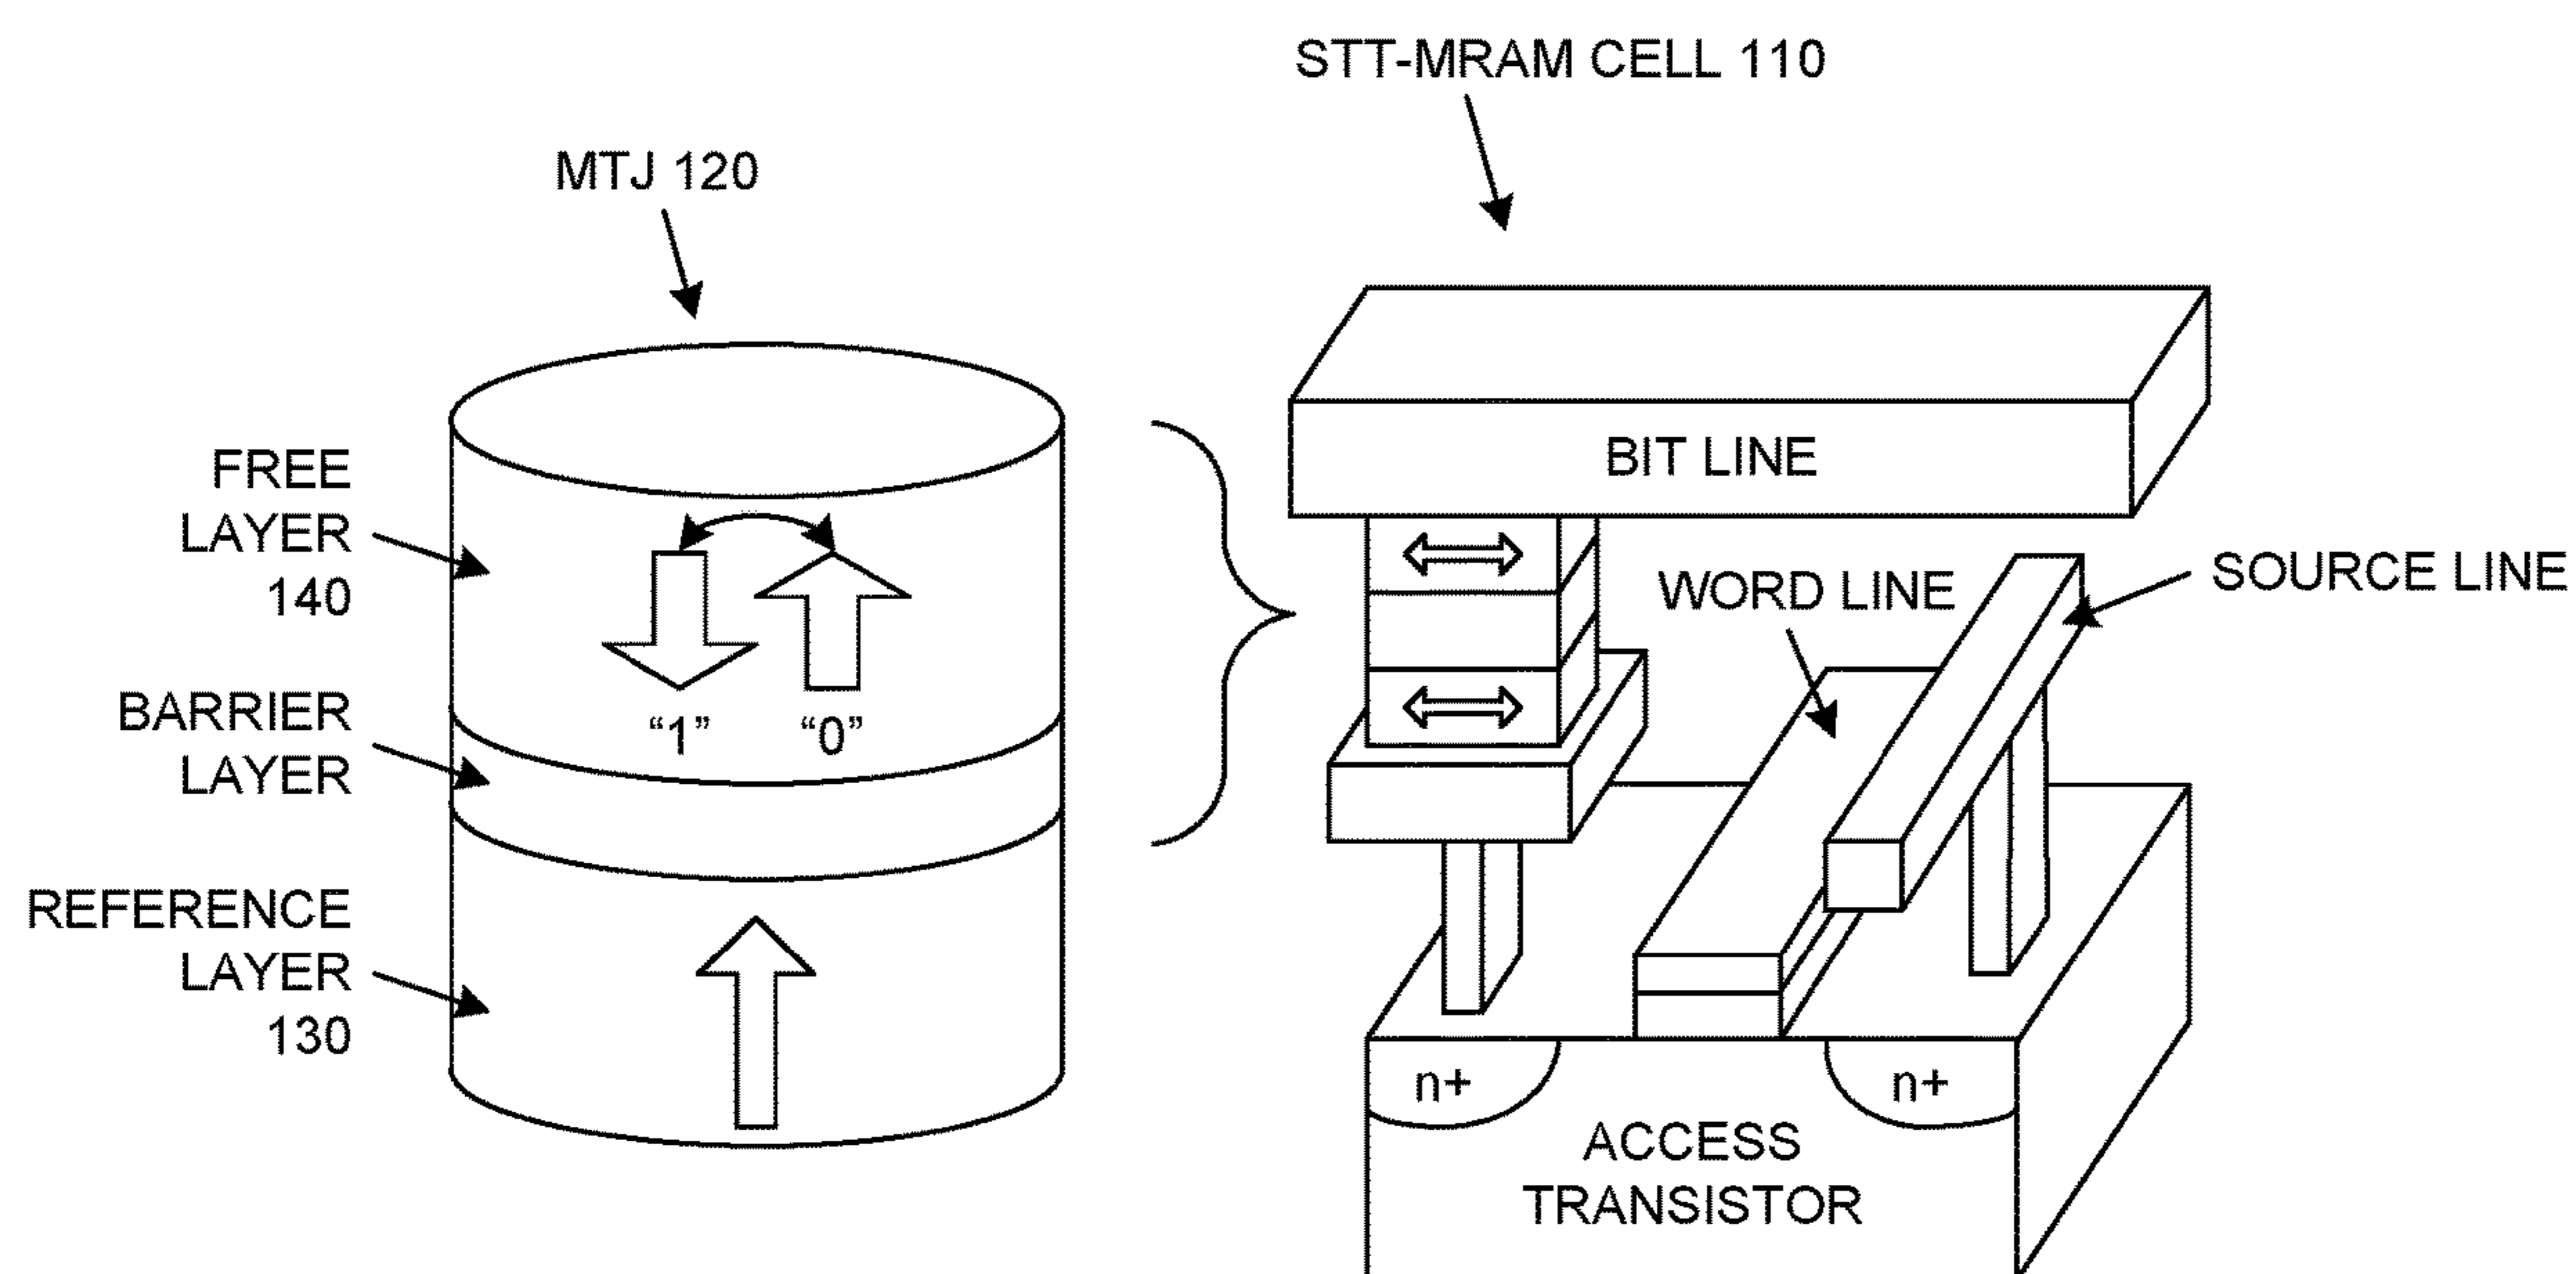 STT-MRAM CELL 110
MTJ 120
FREE
LAYER
140
“1” “0”
BARRIER
LAYER
REFERENCE
LAYER
130
BIT LINE
WORD LINE
SOURCE LINE
n+ n+
ACCESS
TRANSISTOR